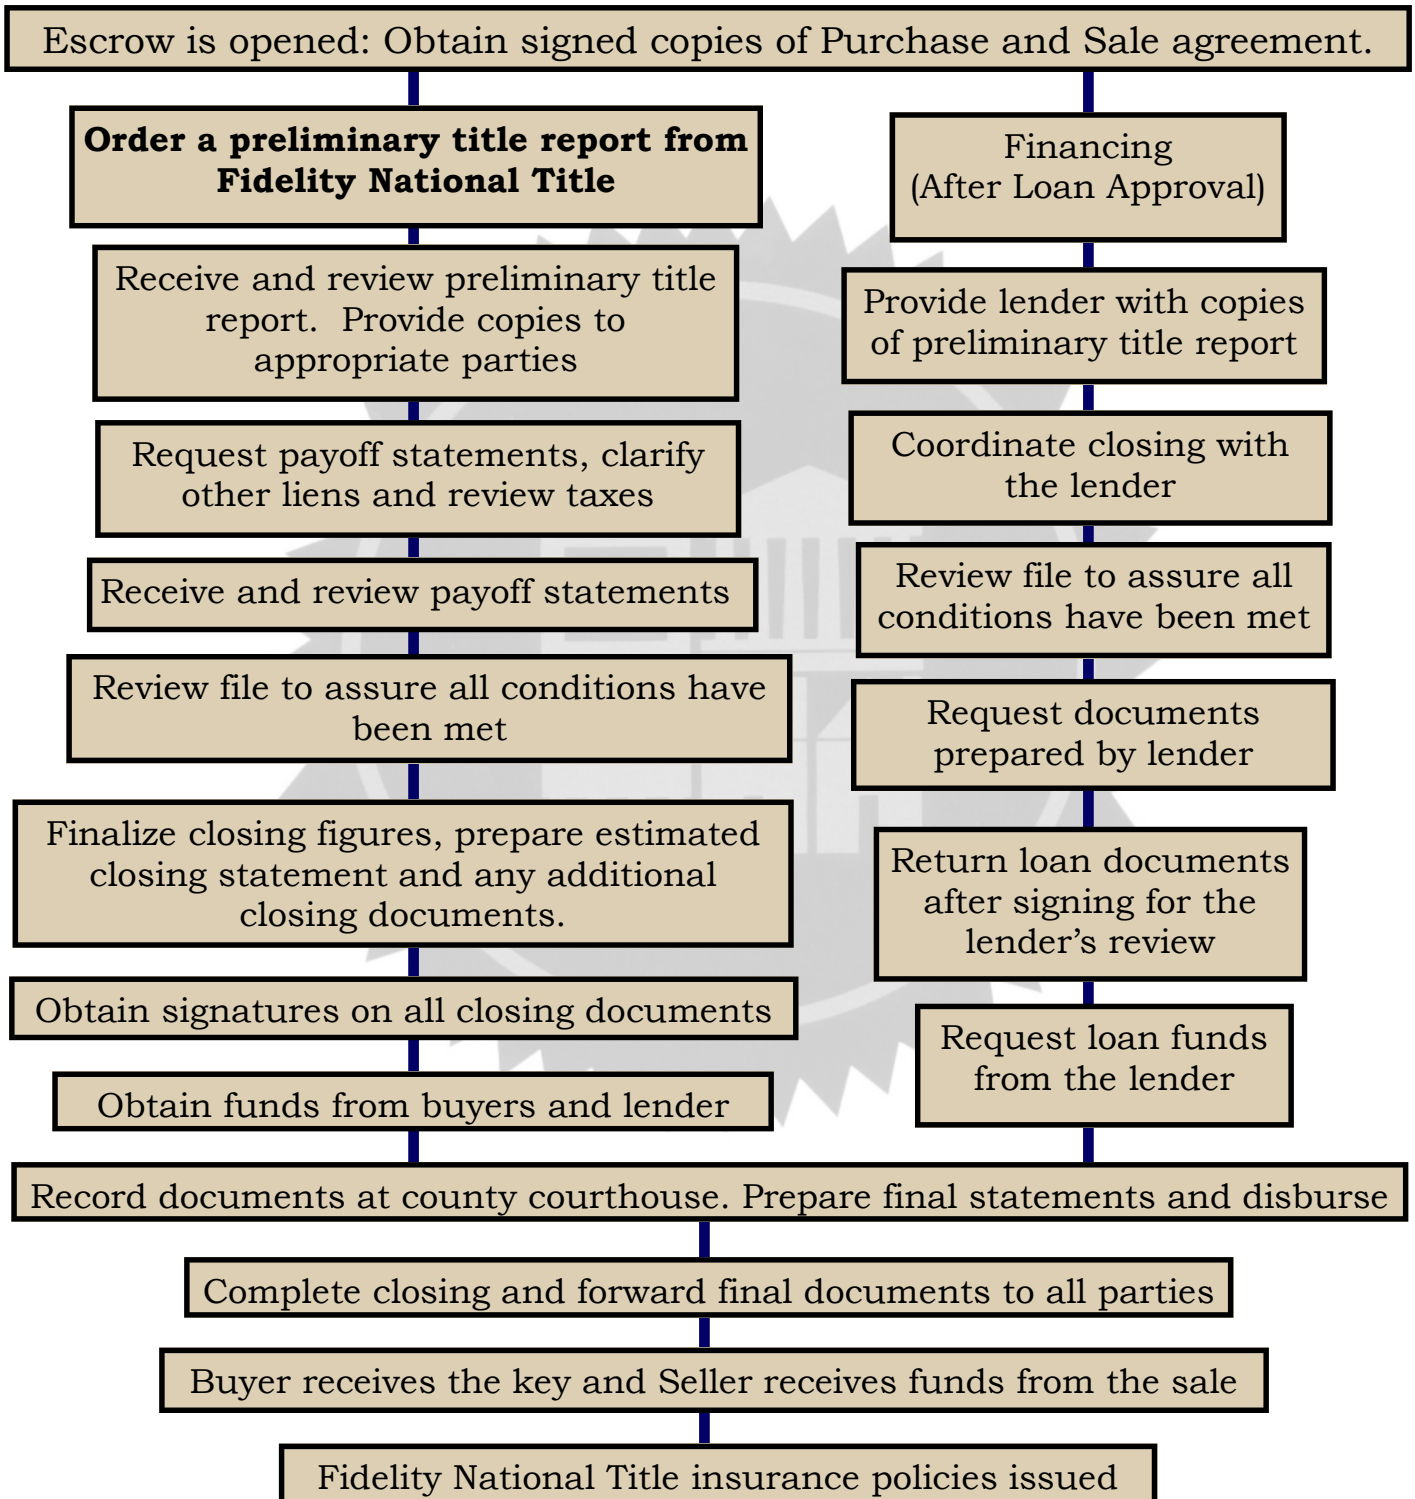 Escrow is opened: Obtain signed copies of Purchase and Sale agreement.
Order a preliminary title report from
Fidelity National Title
Receive and review preliminary title
report.  Provide copies to
appropriate parties
Request payoff statements, clarify
other liens and review taxes
Receive and review payoff statements
Review file to assure all conditions have
been met
Finalize closing figures, prepare estimated
closing statement and any additional
closing documents.
Obtain signatures on all closing documents
Obtain funds from buyers and lender
Financing
(After Loan Approval)
Provide lender with copies
of preliminary title report
Coordinate closing with
the lender
Review file to assure all
conditions have been met
Request documents
prepared by lender
Return loan documents
after signing for the
lender’s review
Request loan funds
from the lender
Record documents at county courthouse. Prepare final statements and disburse
Complete closing and forward final documents to all parties
Buyer receives the key and Seller receives funds from the sale
Fidelity National Title insurance policies issued